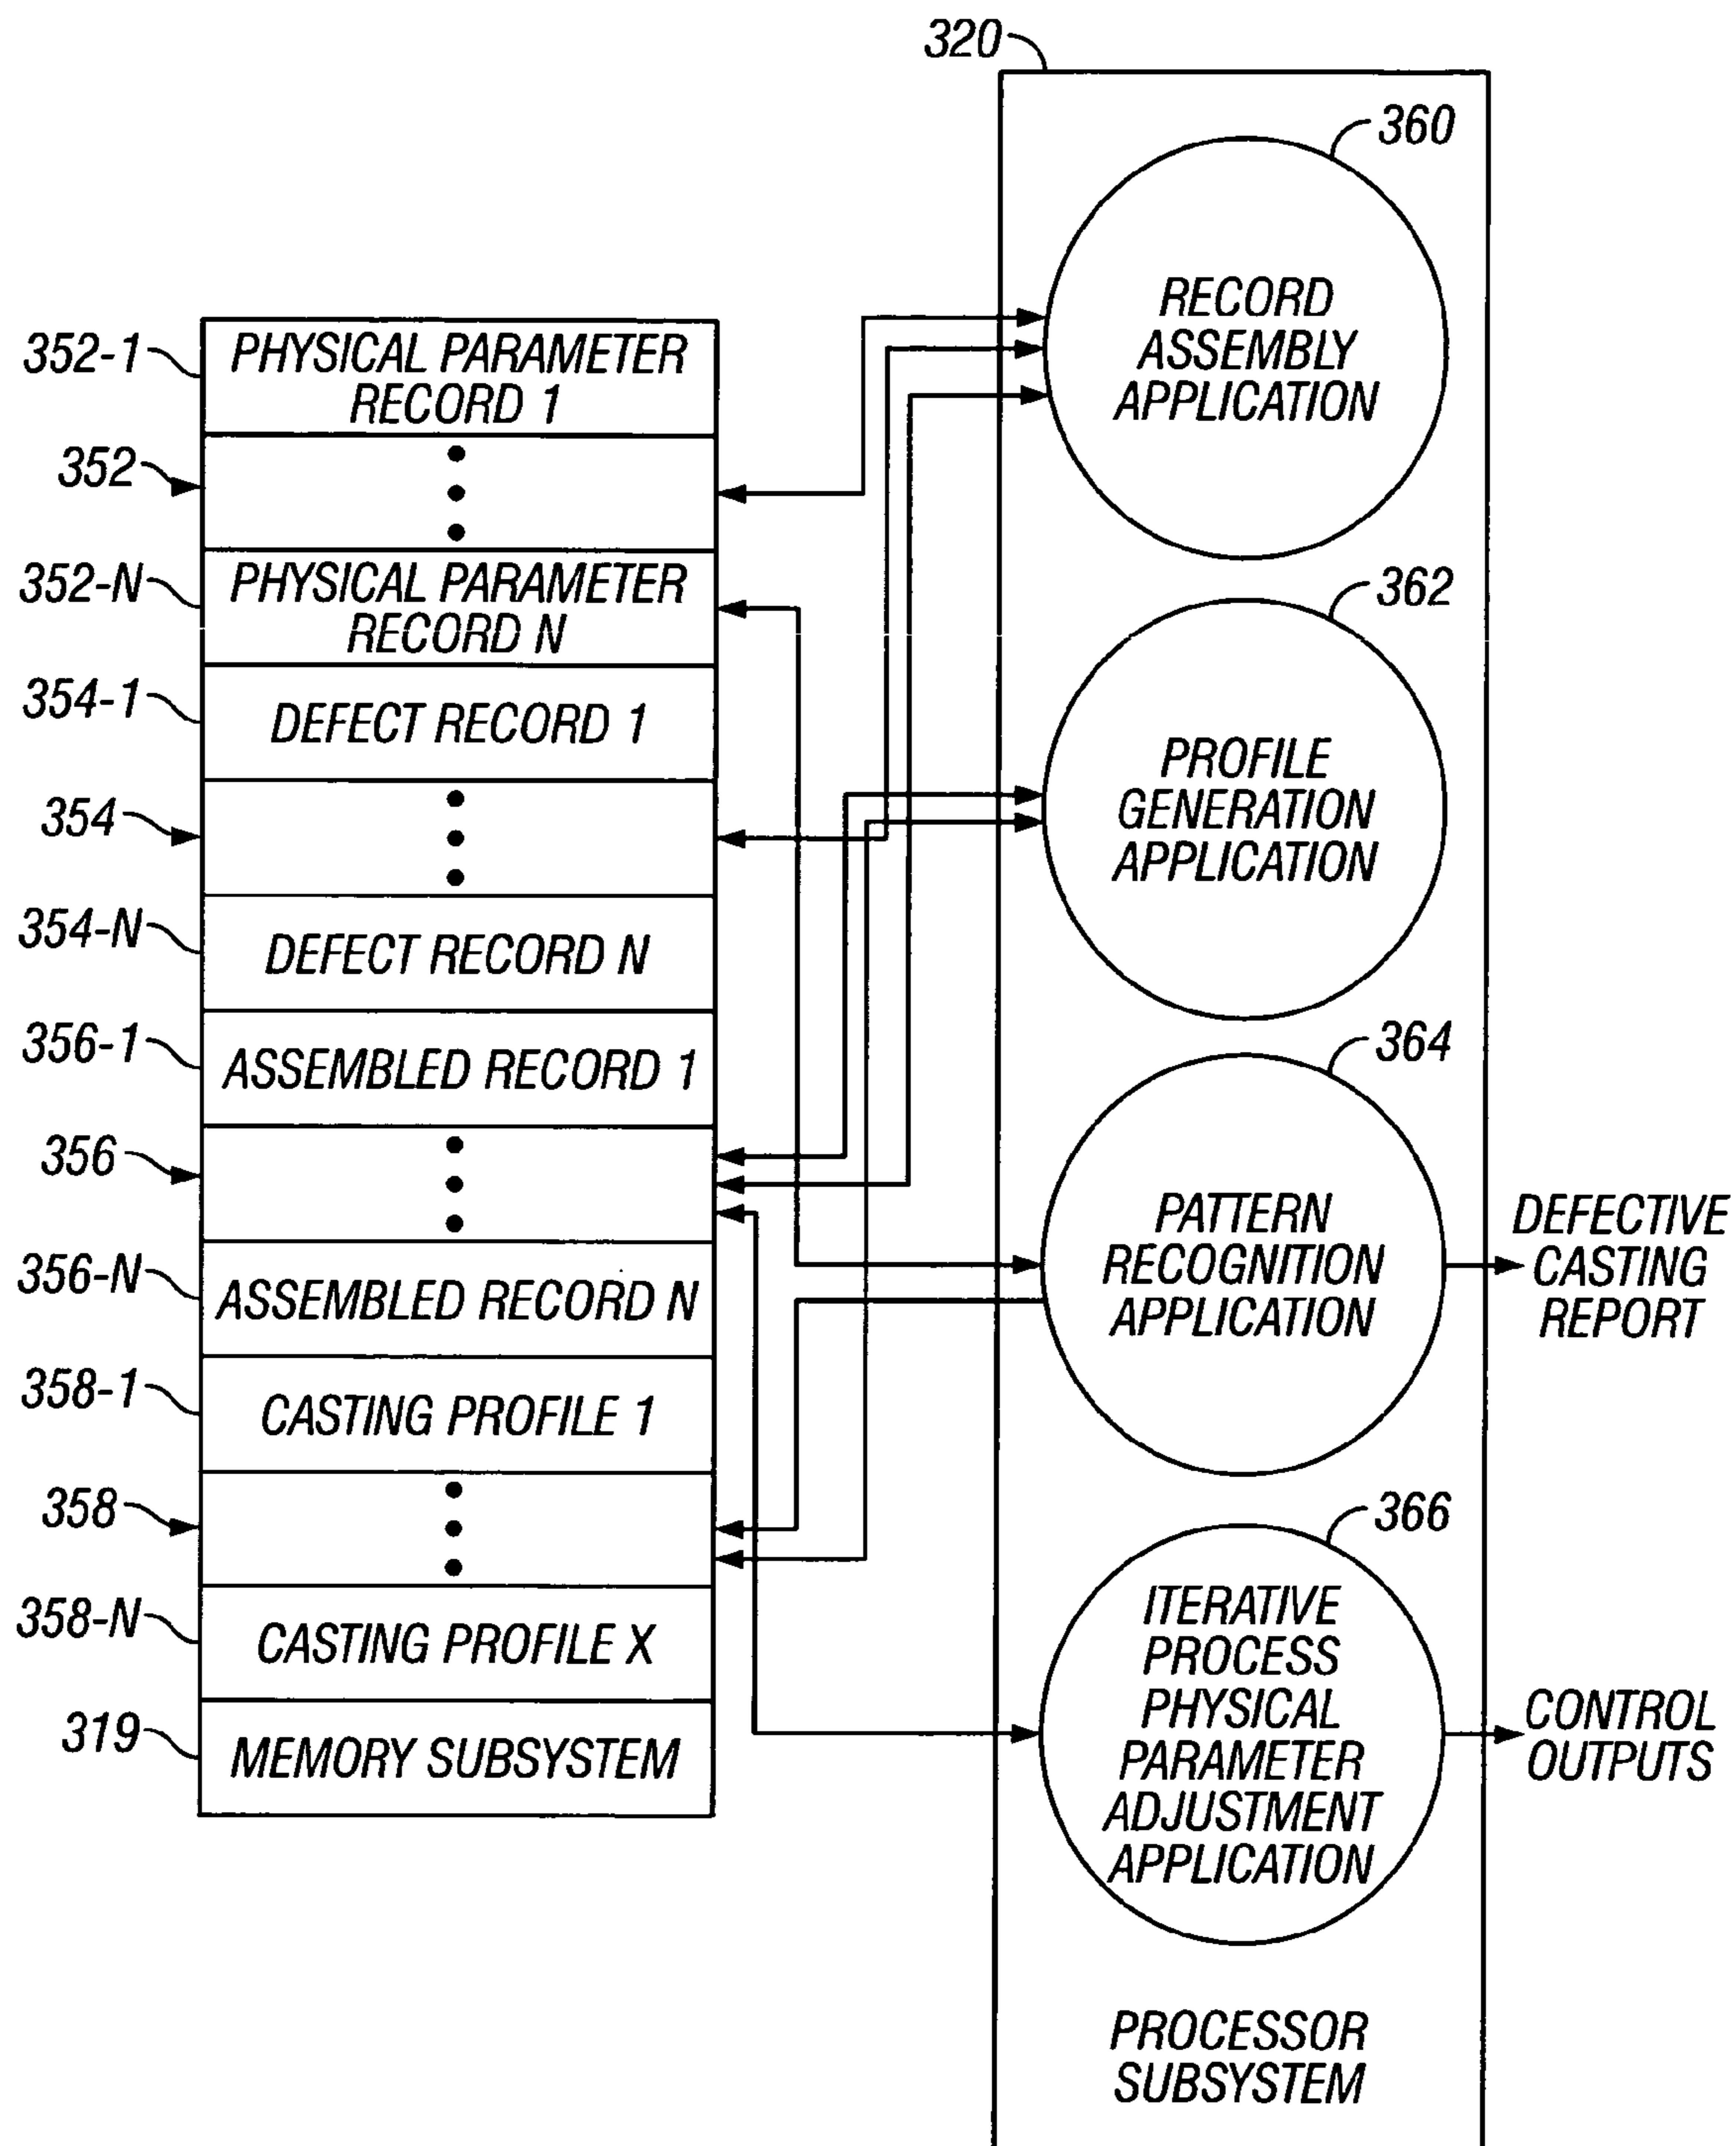 320
360
RECORD
ASSEMBLY
APPLICATION
352-1
PHYSICAL PARAMETER
RECORD 1
352
352-N
PHYSICAL PARAMETER
RECORD N
354-1
DEFECT RECORD 1
354
354-N
DEFECT RECORD N
356-1
ASSEMBLED RECORD 1
356
356-N
ASSEMBLED RECORD N
358-1
CASTING PROFILE 1
358
358-N
CASTING PROFILE X
319
MEMORY SUBSYSTEM
362
PROFILE
GENERATION
APPLICATION
364
PATTERN
RECOGNITION
APPLICATION
DEFECTIVE
CASTING
REPORT
366
ITERATIVE
PROCESS
PHYSICAL
PARAMETER
ADJUSTMENT
APPLICATION
CONTROL
OUTPUTS
PROCESSOR
SUBSYSTEM